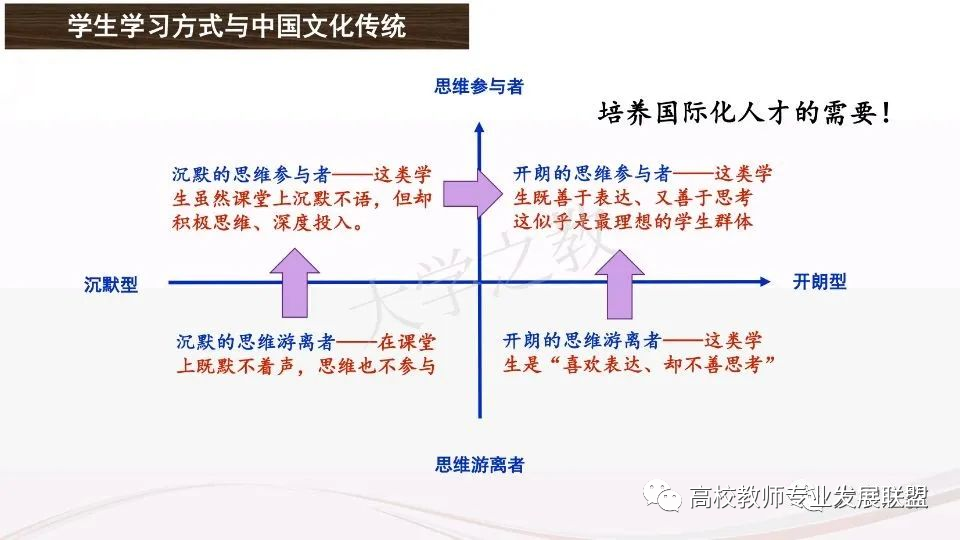 学生学习方式与中国文化传统
思维参与者
培养国际化人才的需要！
沉默的思维参与者——这类学
生虽然课堂上沉默不语，但却
积极思维、深度投入。
开朗的思维参与者——这类学
生既善于表达、又善于思考
这似乎是最理想的学生群体
大学之教
沉默型
开朗型
沉默的思维游离者——在课堂
上既默不着声，思维也不参与
开朗的思维游离者——这类学
生是“喜欢表达、却不善思考”
思维游离者
高校教师专业发展联盟